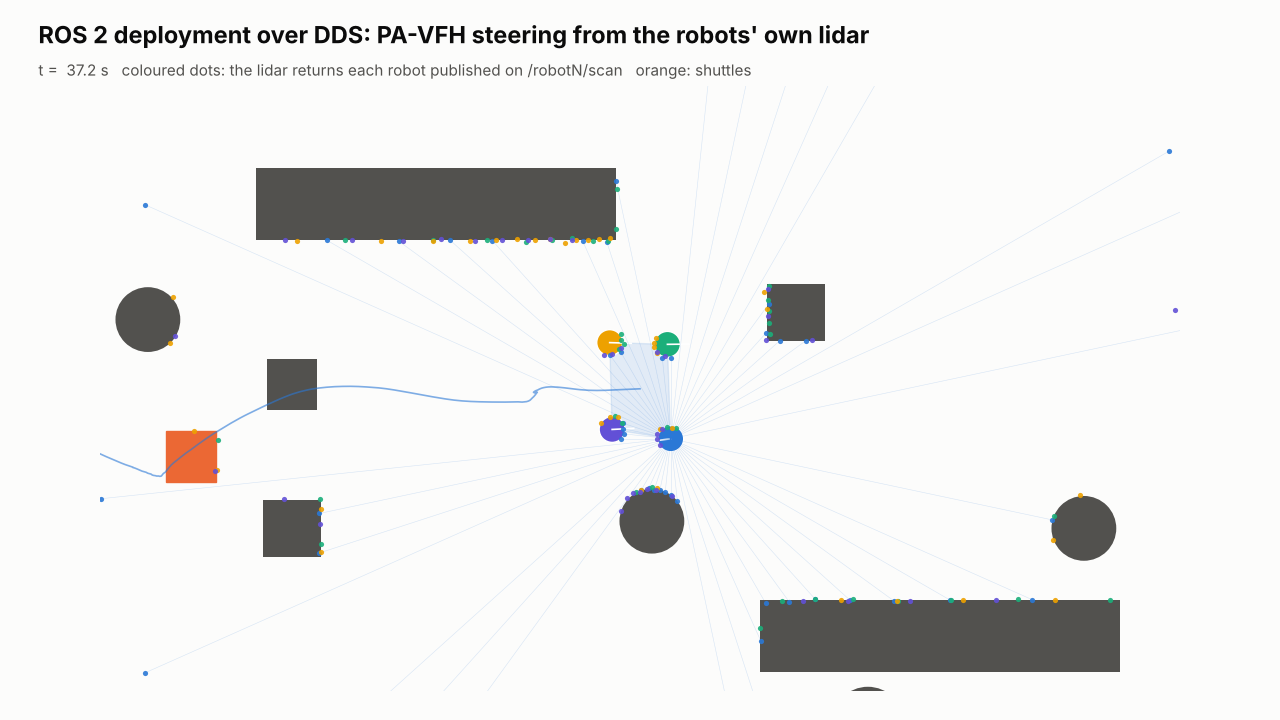 ROS 2 deployment over DDS: PA-VFH steering from the robots' own lidar
t =  37.2 s   coloured dots: the lidar returns each robot published on /robotN/scan   orange: shuttles